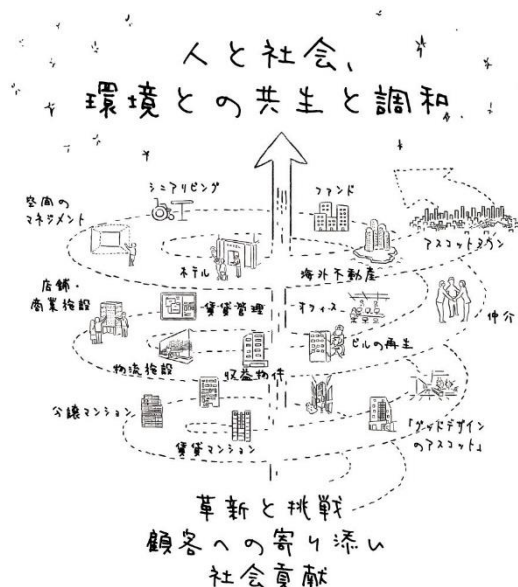 人と社会、
環境との共生と調和
シニアリビング
ファンド
空間の
マネジメント
アスコットタウン
ホテル
海外不動産
店舗・
商業施設
賃貸管理
オフィス
仲介
物流施設
収益物件
ビルの再生
分譲マンション
賃貸マンション
「グッドデザイン
のアスコット」
革新と挑戦
顧客への寄り添い
社会貢献